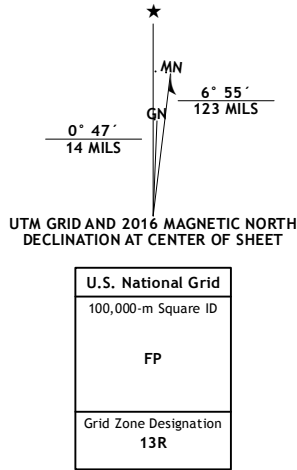 MN
6° 55´
123 MILS
GN
0° 47´
14 MILS
UTM GRID AND 2016 MAGNETIC NORTH
DECLINATION AT CENTER OF SHEET
U.S. National Grid
100,000-m Square ID
FP
Grid Zone Designation
13R